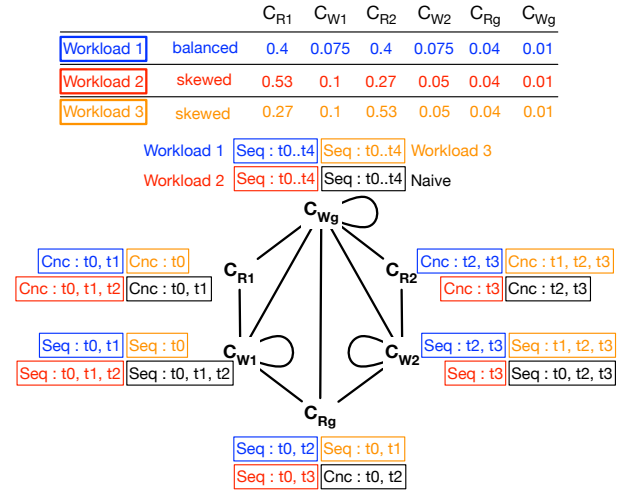 C_R1 C_W1 C_R2 C_W2 C_Rg C_Wg
Workload 1 balanced 0.4 0.075 0.4 0.075 0.04 0.01
Workload 2 skewed 0.53 0.1 0.27 0.05 0.04 0.01
Workload 3 skewed 0.27 0.1 0.53 0.05 0.04 0.01
Workload 1 Seq : t0..t4 Seq : t0..t4 Workload 3
Workload 2 Seq : t0..t4 Seq : t0..t4 Naive
C_Wg
Cnc : t0, t1 Cnc : t0 C_R1 C_R2 Cnc : t2, t3 Cnc : t1, t2, t3
Cnc : t0, t1, t2 Cnc : t0, t1 Cnc : t3 Cnc : t2, t3
Seq : t0, t1 Seq : t0 C_W1 C_W2 Seq : t2, t3 Seq : t1, t2, t3
Seq : t0, t1, t2 Seq : t0, t1, t2 Seq : t3 Seq : t0, t2, t3
C_Rg
Seq : t0, t2 Seq : t0, t1
Seq : t0, t3 Cnc : t0, t2